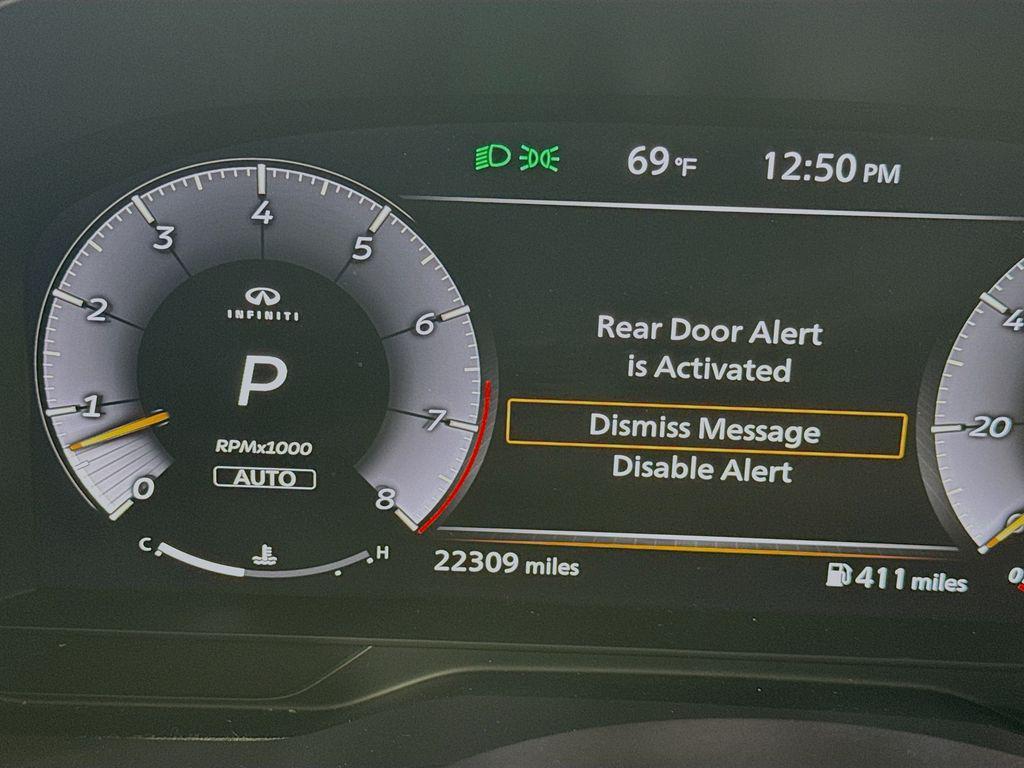 69 °F
12:50 PM
4
3
5
2
6
INFINITI
P
1
7
RPMx1000
AUTO
0
8
C
H
Rear Door Alert
is Activated
Dismiss Message
Disable Alert
22309 miles
411 miles
20